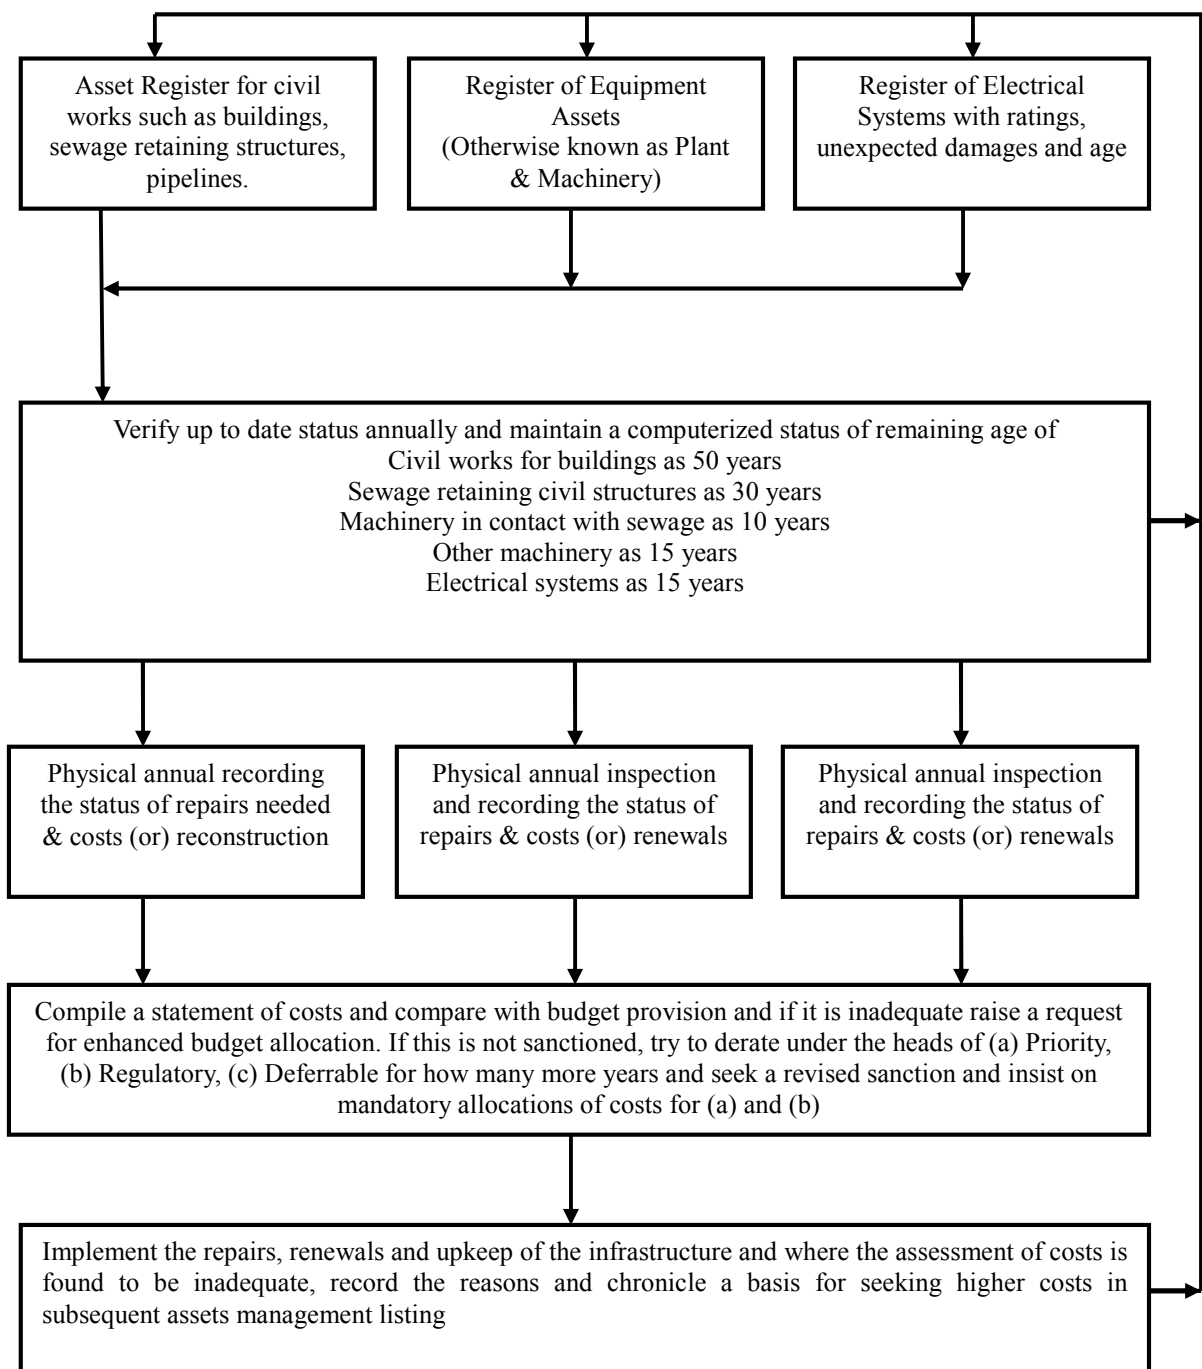 Asset Register for civil
works such as buildings,
sewage retaining structures,
pipelines.
Register of Equipment
Assets
(Otherwise known as Plant
& Machinery)
Register of Electrical
Systems with ratings,
unexpected damages and age
Verify up to date status annually and maintain a computerized status of remaining age of
Civil works for buildings as 50 years
Sewage retaining civil structures as 30 years
Machinery in contact with sewage as 10 years
Other machinery as 15 years
Electrical systems as 15 years
Physical annual recording
the status of repairs needed
& costs (or) reconstruction
Physical annual inspection
and recording the status of
repairs & costs (or) renewals
Physical annual inspection
and recording the status of
repairs & costs (or) renewals
Compile a statement of costs and compare with budget provision and if it is inadequate raise a request
for enhanced budget allocation. If this is not sanctioned, try to derate under the heads of (a) Priority,
(b) Regulatory, (c) Deferrable for how many more years and seek a revised sanction and insist on
mandatory allocations of costs for (a) and (b)
Implement the repairs, renewals and upkeep of the infrastructure and where the assessment of costs is
found to be inadequate, record the reasons and chronicle a basis for seeking higher costs in
subsequent assets management listing